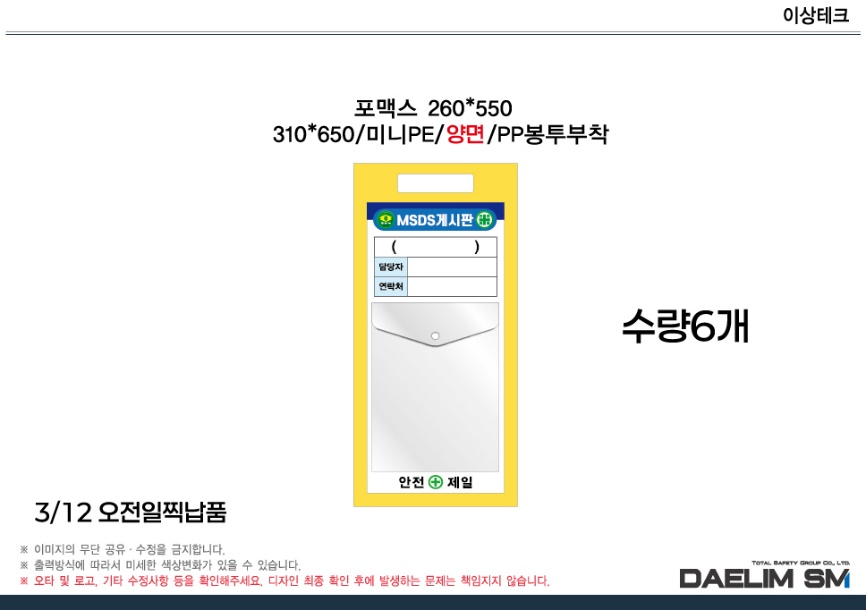 이상테크
포맥스 260*550
310*650/미니PE/양면/PP봉투부착
MSDS게시판
( )
담당자
연락처
수량6개
안전 제일
3/12 오전일찍납품
※ 이미지의 무단 공유 · 수정을 금지합니다.
※ 출력방식에 따라서 미세한 색상변화가 있을 수 있습니다.
※ 오타 및 로고, 기타 수정사항 등을 확인해주세요. 디자인 최종 확인 후에 발생하는 문제는 책임지지 않습니다.
TOTAL SAFETY GROUP CO., LTD.
DAELIM SM